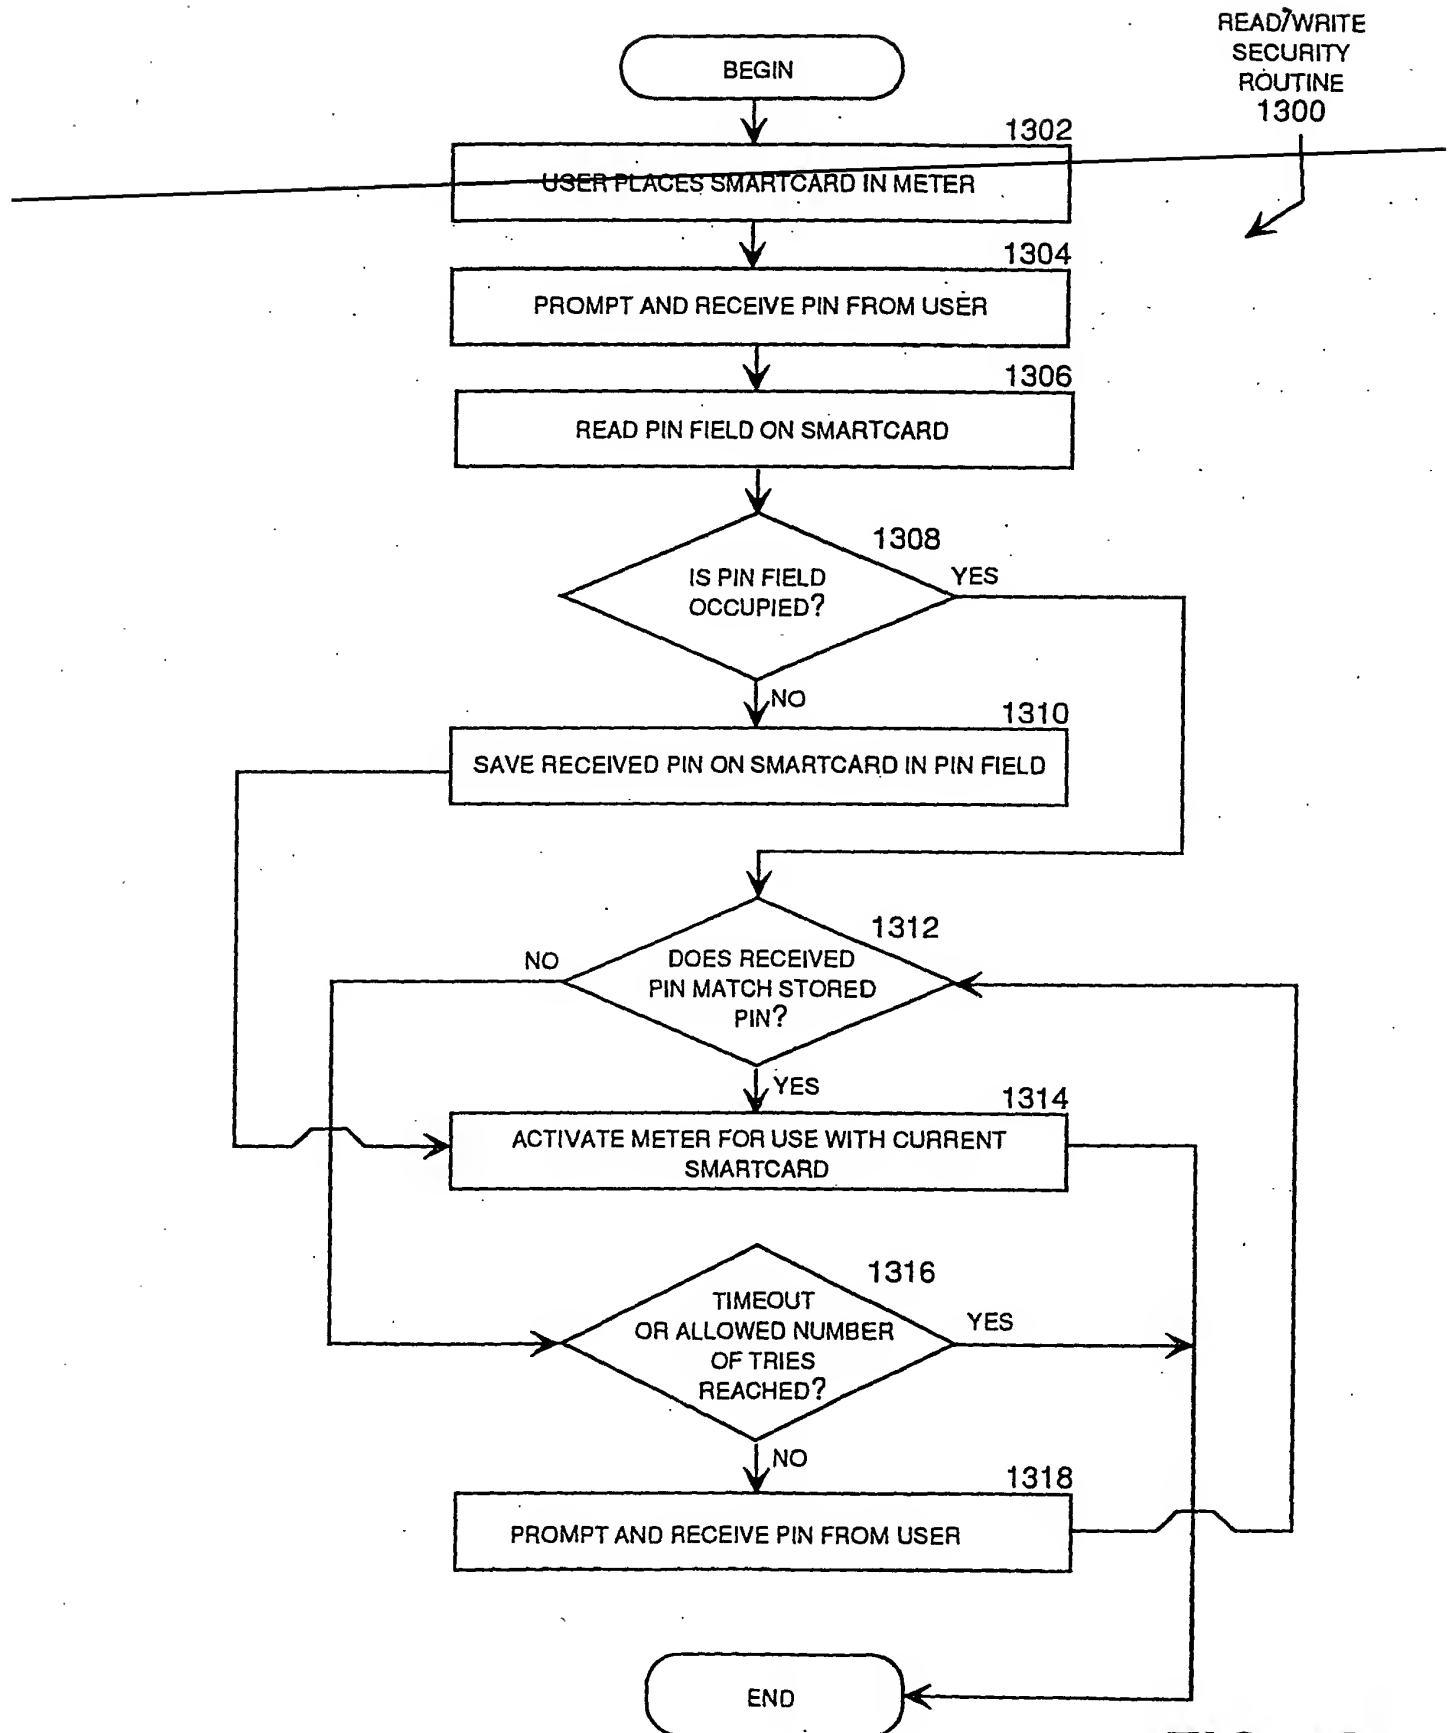 READ/WRITE
SECURITY
ROUTINE
1300
BEGIN
1302
USER PLACES SMARTCARD IN METER
1304
PROMPT AND RECEIVE PIN FROM USER
1306
READ PIN FIELD ON SMARTCARD
1308
IS PIN FIELD
OCCUPIED?
YES
NO
1310
SAVE RECEIVED PIN ON SMARTCARD IN PIN FIELD
1312
DOES RECEIVED
PIN MATCH STORED
PIN?
NO
YES
1314
ACTIVATE METER FOR USE WITH CURRENT
SMARTCARD
1316
TIMEOUT
OR ALLOWED NUMBER
OF TRIES
REACHED?
YES
NO
1318
PROMPT AND RECEIVE PIN FROM USER
END